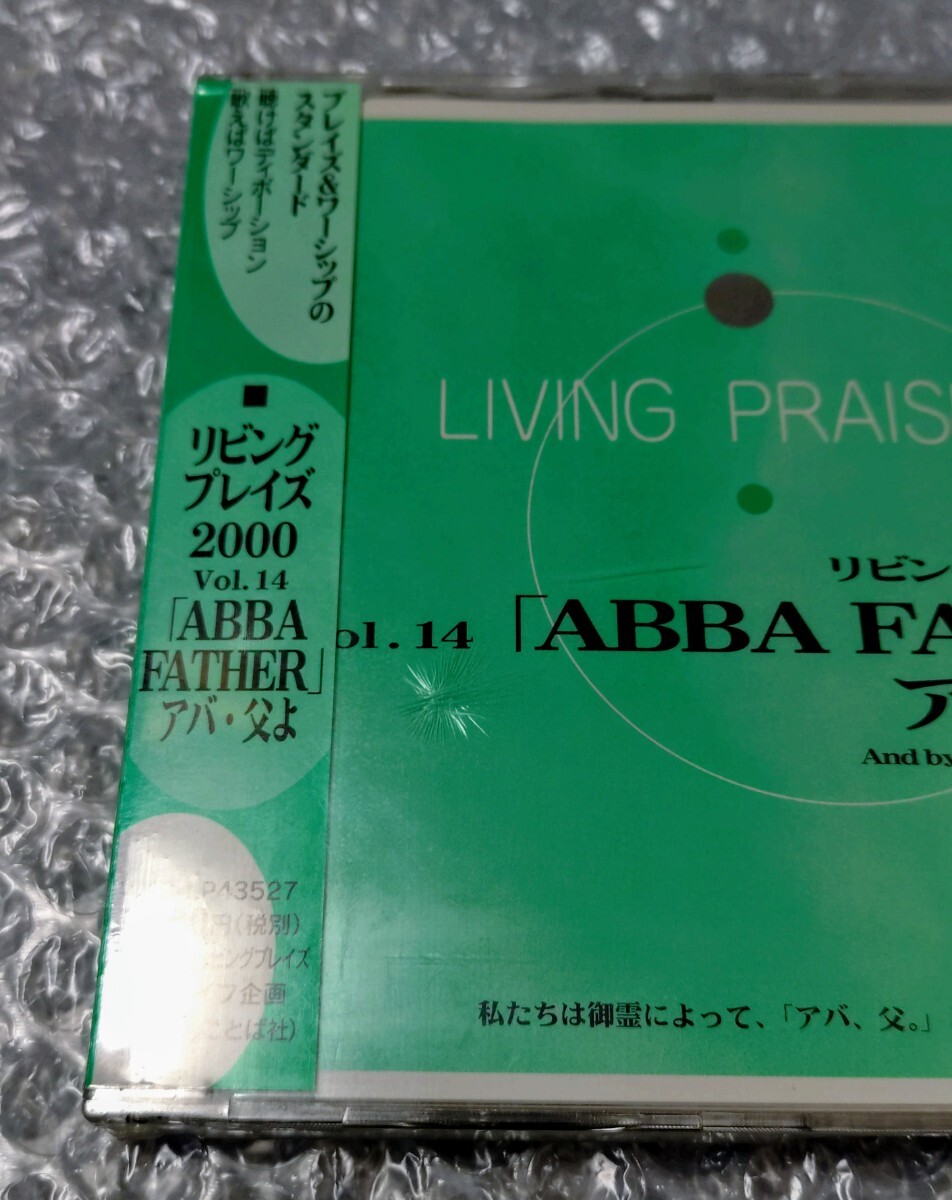 プレイズ&ワーシップの
スタンダード
聴けばディボーション
歌えばワーシップ
■
リビング
プレイズ
2000
Vol.14
「ABBA
FATHER」
アバ・父よ
P43527
円(税別)
ビングプレイズ
イフ企画
ことば社)
LIVING PRAIS
リビン
ol.14 「ABBA FA
ア
And by
私たちは御霊によって、「アバ、父。」